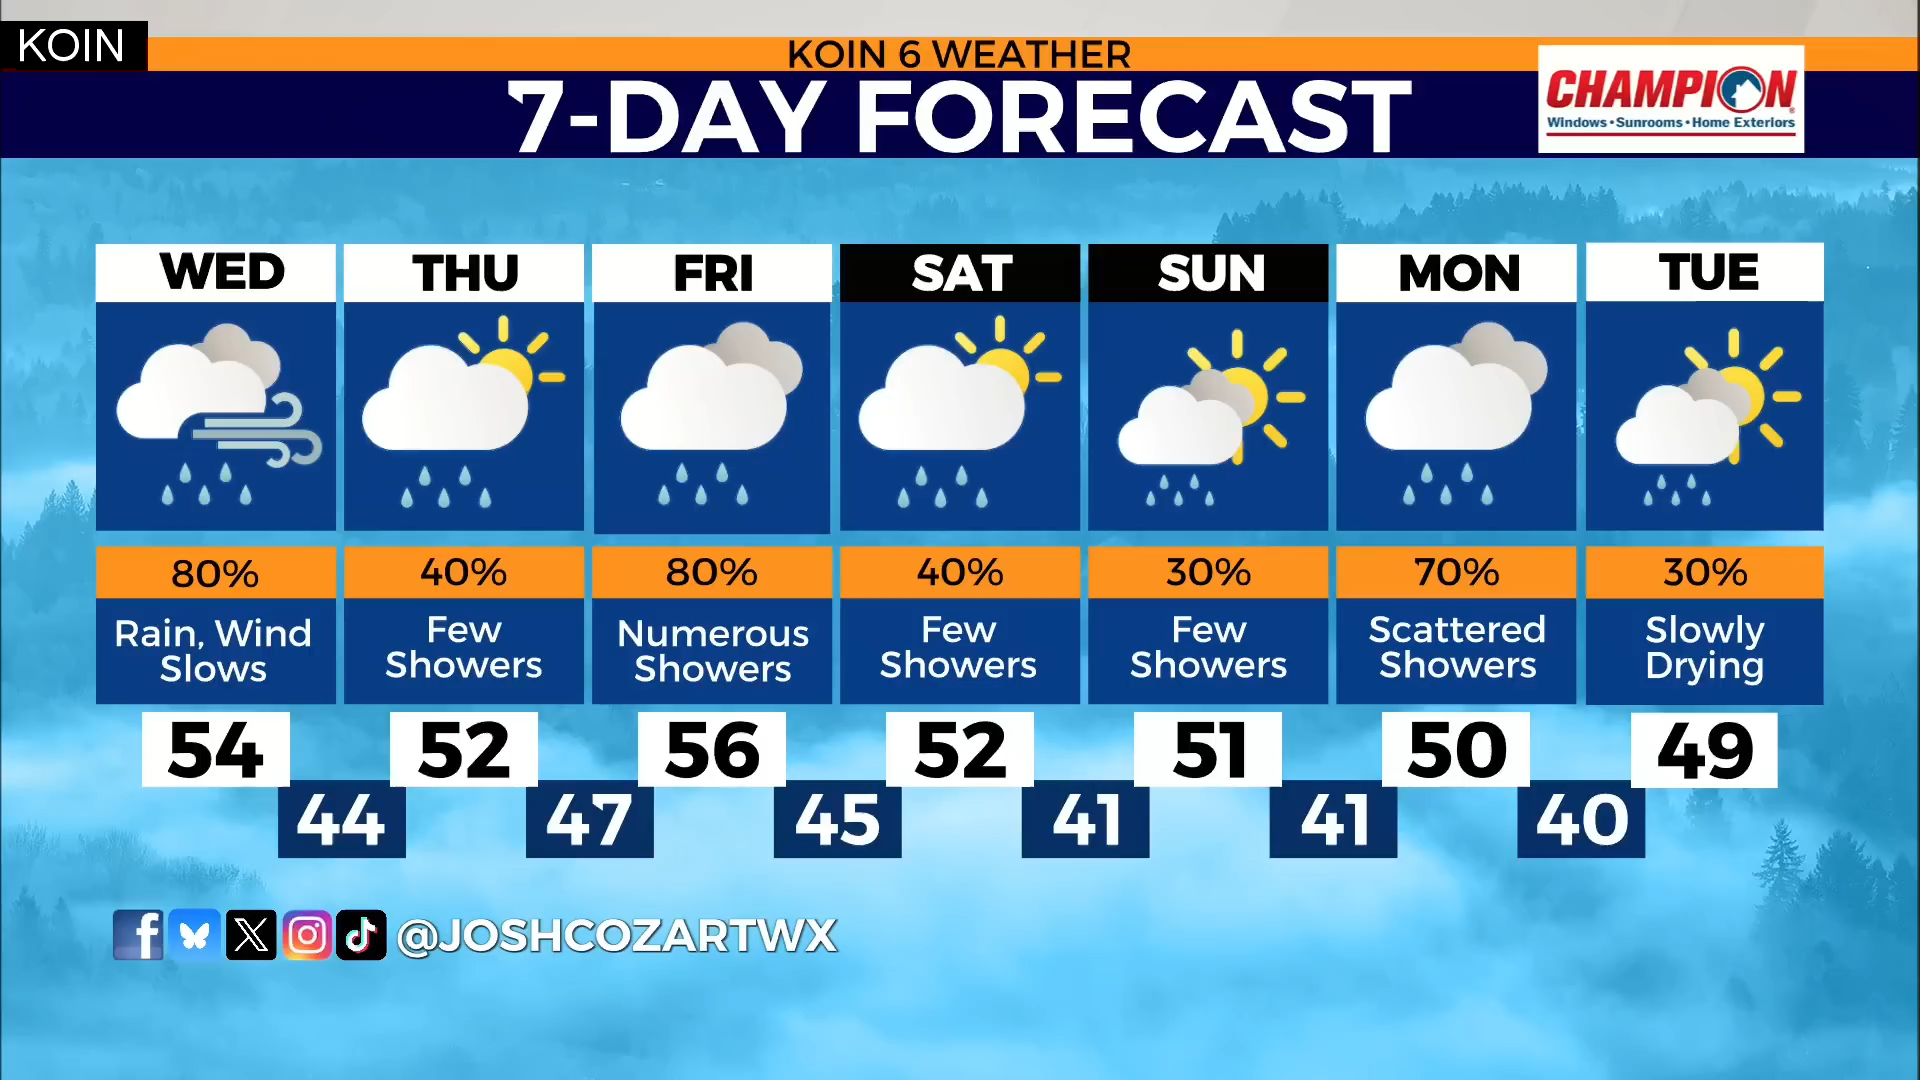 KOIN
KOIN 6 WEATHER
7-DAY FORECAST
CHAMPION
Windows • Sunrooms • Home Exteriors
WED
THU
FRI
SAT
SUN
MON
TUE
80%
40%
80%
40%
30%
70%
30%
Rain, Wind
Slows
Few
Showers
Numerous
Showers
Few
Showers
Few
Showers
Scattered
Showers
Slowly
Drying
54
52
56
52
51
50
49
44
47
45
41
41
40
@JOSHCOZARTWX